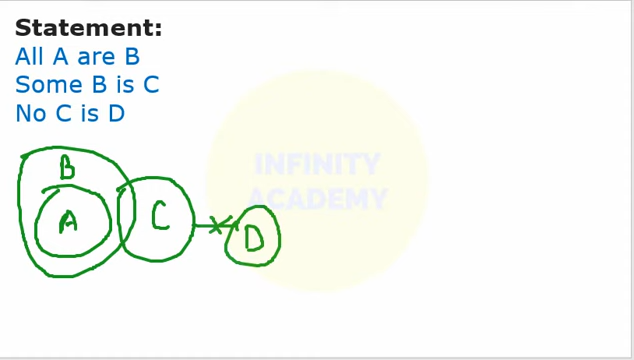 Statement:
All A are B
Some B is C
No C is D
INFINITY
ACADEMY
B
A
C
D